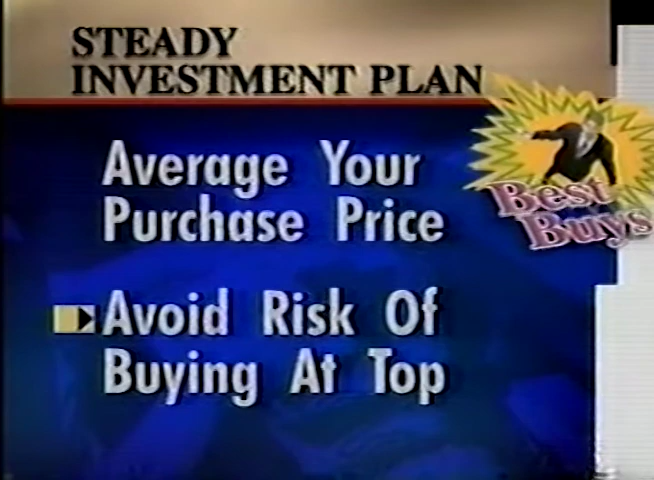 STEADY
INVESTMENT PLAN
Average Your
Purchase Price
Best
Buys
Avoid Risk Of
Buying At Top